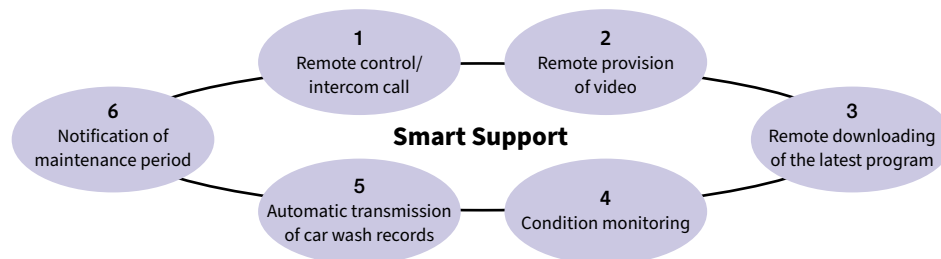 1
Remote control/
intercom call
2
Remote provision
of video
3
Remote downloading
of the latest program
4
Condition monitoring
5
Automatic transmission
of car wash records
6
Notification of
maintenance period
Smart Support